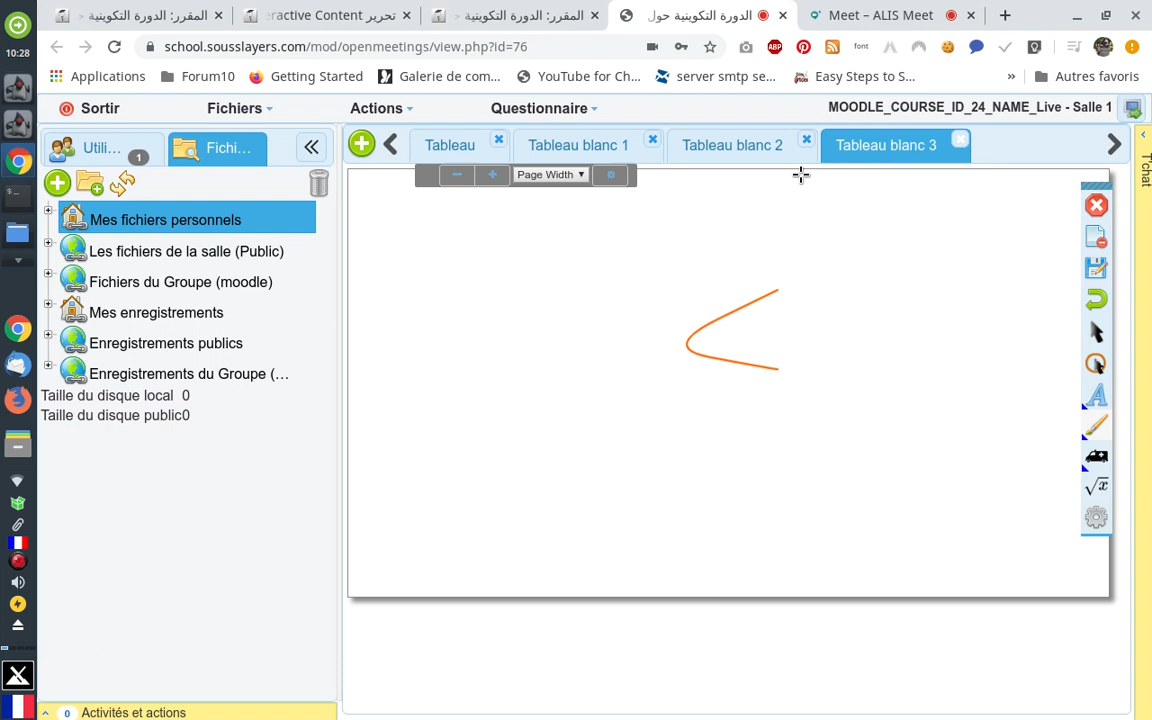 المقرر: الدورة التكوينية >
تحرير eractive Content
المقرر: الدورة التكوينية >
الدورة التكوينية حول
Meet – ALIS Meet
10:28
school.sousslayers.com/mod/openmeetings/view.php?id=76
ABP
font
Applications
Forum10
Getting Started
Galerie de com...
YouTube for Ch...
server smtp se...
Easy Steps to S...
»
Autres favoris
Sortir
Fichiers
Actions
Questionnaire
MOODLE_COURSE_ID_24_NAME_Live - Salle 1
Utili...
1
Fichi...
Tableau
Tableau blanc 1
Tableau blanc 2
Tableau blanc 3
T'chat
Page Width
Mes fichiers personnels
Les fichiers de la salle (Public)
Fichiers du Groupe (moodle)
Mes enregistrements
Enregistrements publics
Enregistrements du Groupe (...
Taille du disque local 0
Taille du disque public0
A
√x
0 Activités et actions